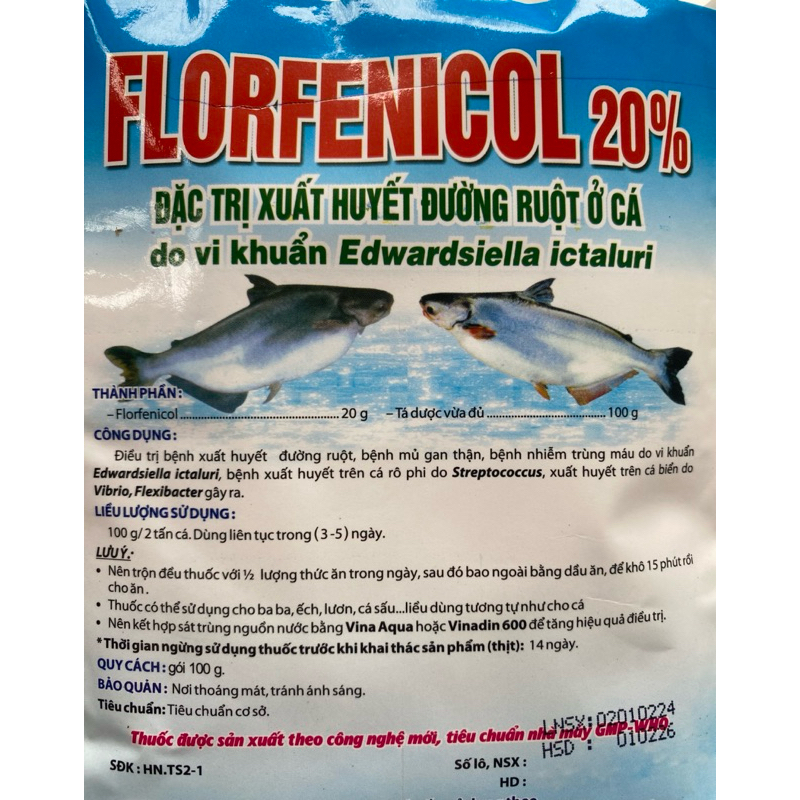 FLORFENICOL 20%
ĐẶC TRỊ XUẤT HUYẾT ĐƯỜNG RUỘT Ở CÁ
do vi khuẩn Edwardsiella ictaluri
THÀNH PHẦN :
– Florfenicol .......................................... 20 g – Tá dược vừa đủ ............................... 100 g
CÔNG DỤNG :
Điều trị bệnh xuất huyết đường ruột, bệnh mủ gan thận, bệnh nhiễm trùng máu do vi khuẩn
Edwardsiella ictaluri, bệnh xuất huyết trên cá rô phi do Streptococcus, xuất huyết trên cá biển do
Vibrio, Flexibacter gây ra.
LIỀU LƯỢNG SỬ DỤNG :
100 g/ 2 tấn cá. Dùng liên tục trong (3 -5) ngày.
LƯU Ý :
• Nên trộn đều thuốc với ½ lượng thức ăn trong ngày, sau đó bao ngoài bằng dầu ăn, để khô 15 phút rồi
cho ăn .
• Thuốc có thể sử dụng cho ba ba, ếch, lươn, cá sấu...liều dùng tương tự như cho cá
• Nên kết hợp sát trùng nguồn nước bằng Vina Aqua hoặc Vinadin 600 để tăng hiệu quả điều trị.
* Thời gian ngừng sử dụng thuốc trước khi khai thác sản phẩm (thịt): 14 ngày.
QUY CÁCH : gói 100 g.
BẢO QUẢN : Nơi thoáng mát, tránh ánh sáng.
Tiêu chuẩn: Tiêu chuẩn cơ sở.
LNSX:02010224
Thuốc được sản xuất theo công nghệ mới, tiêu chuẩn nhà máy GMP-WHO.
HSD : 010226
SĐK : HN.TS2-1
Số lô, NSX :
HD :